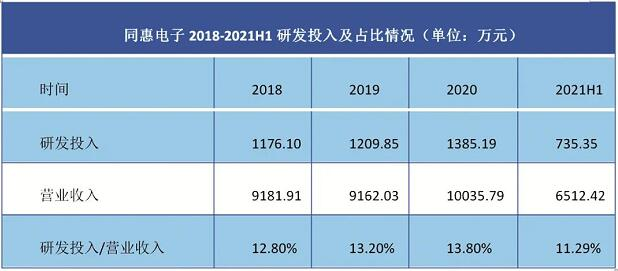 同惠电子 2018-2021H1 研发投入及占比情况（单位：万元）
时间 2018 2019 2020 2021H1
研发投入 1176.10 1209.85 1385.19 735.35
营业收入 9181.91 9162.03 10035.79 6512.42
研发投入/营业收入 12.80% 13.20% 13.80% 11.29%